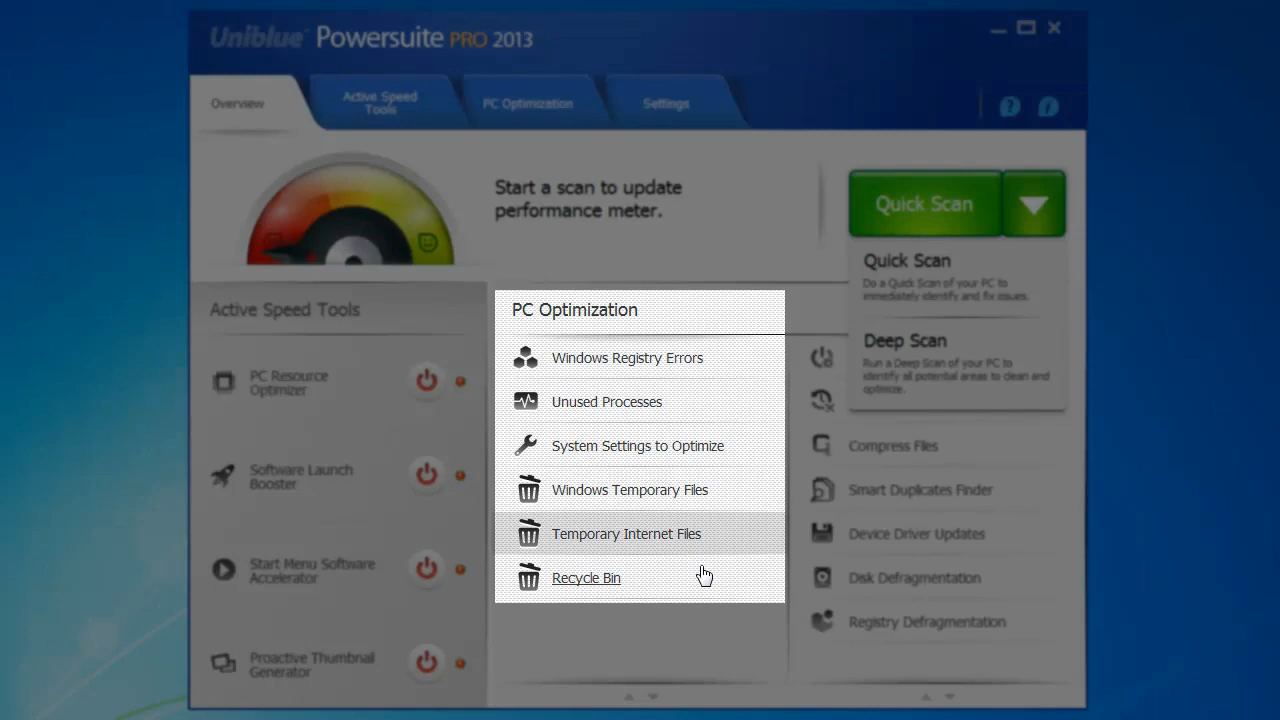 Uniblue Powersuite PRO 2013
Overview
Active Speed
Tools
PC Optimization
Settings
Start a scan to update
performance meter.
Quick Scan
Quick Scan
Do a Quick Scan of your PC to
immediately identify and fix issues.
Deep Scan
Run a Deep Scan of your PC to
identify all potential areas to clean and
optimize.
Active Speed Tools
PC Resource
Optimizer
Software Launch
Booster
Start Menu Software
Accelerator
Proactive Thumbnail
Generator
PC Optimization
Windows Registry Errors
Unused Processes
System Settings to Optimize
Windows Temporary Files
Temporary Internet Files
Recycle Bin
Compress Files
Smart Duplicates Finder
Device Driver Updates
Disk Defragmentation
Registry Defragmentation